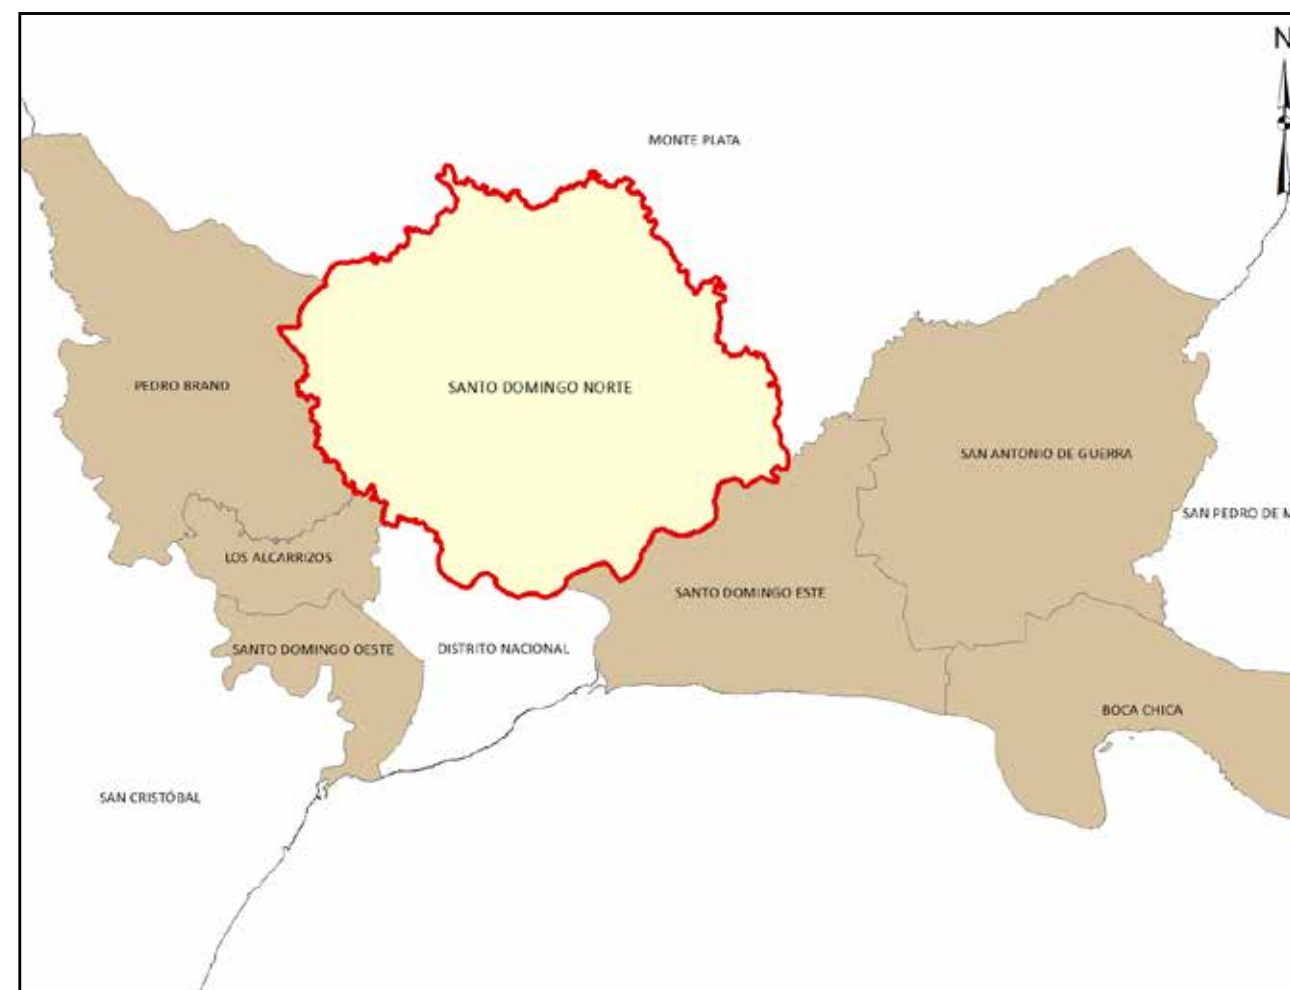 N
MONTE PLATA
PEDRO BRAND
SANTO DOMINGO NORTE
SAN ANTONIO DE GUERRA
SAN PEDRO DE M
LOS ALCARRIZOS
SANTO DOMINGO ESTE
SANTO DOMINGO OESTE
DISTRITO NACIONAL
BOCA CHICA
SAN CRISTÓBAL